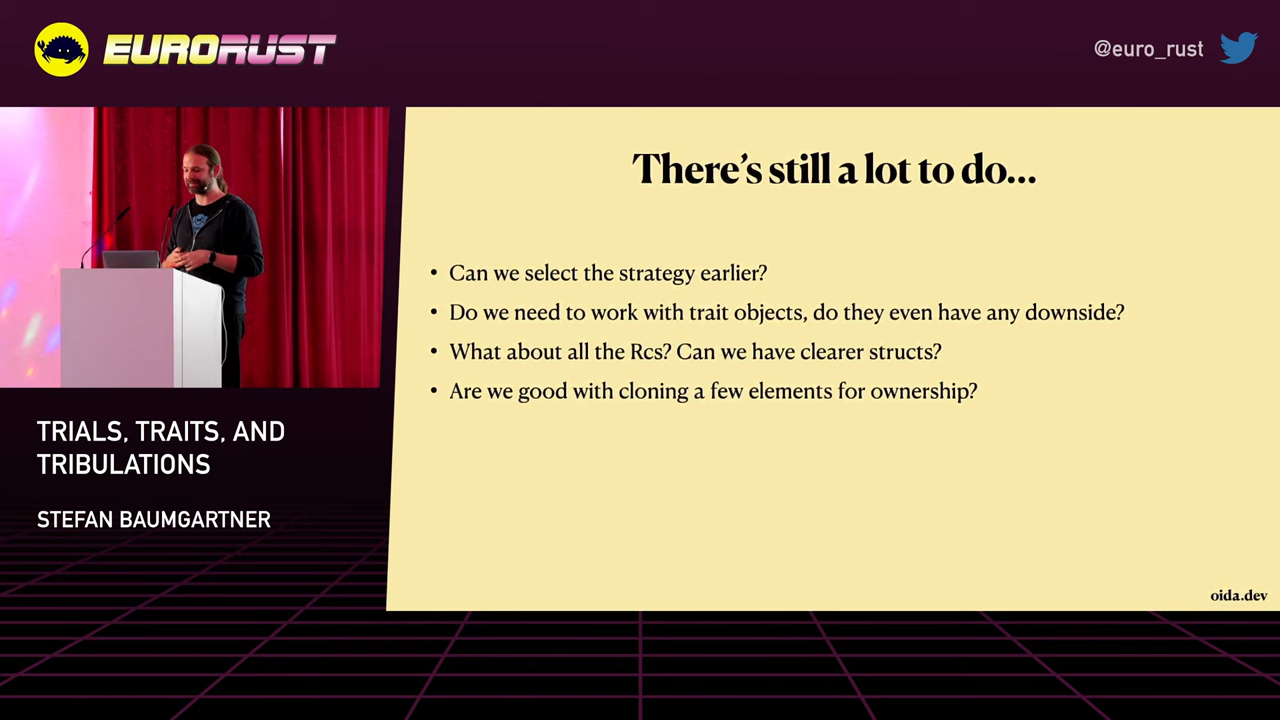 EURORUST
@euro_rust
There's still a lot to do...
• Can we select the strategy earlier?
• Do we need to work with trait objects, do they even have any downside?
• What about all the Rcs? Can we have clearer structs?
• Are we good with cloning a few elements for ownership?
oida.dev
TRIALS, TRAITS, AND
TRIBULATIONS
STEFAN BAUMGARTNER